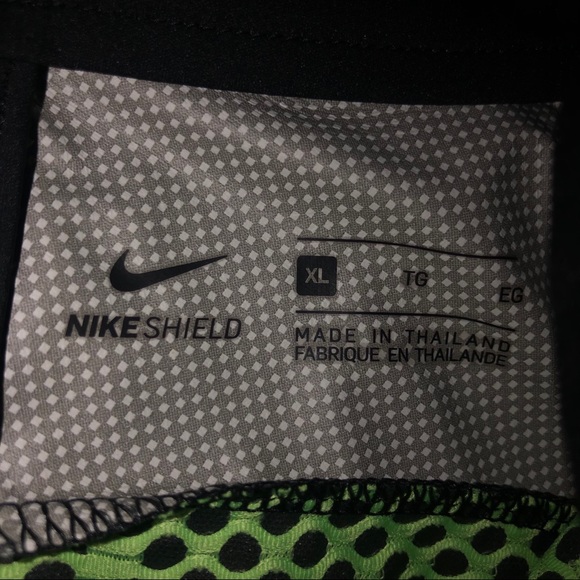 NIKE SHIELD
XL TG EG
MADE IN THAILAND
FABRIQUE EN THAILANDE